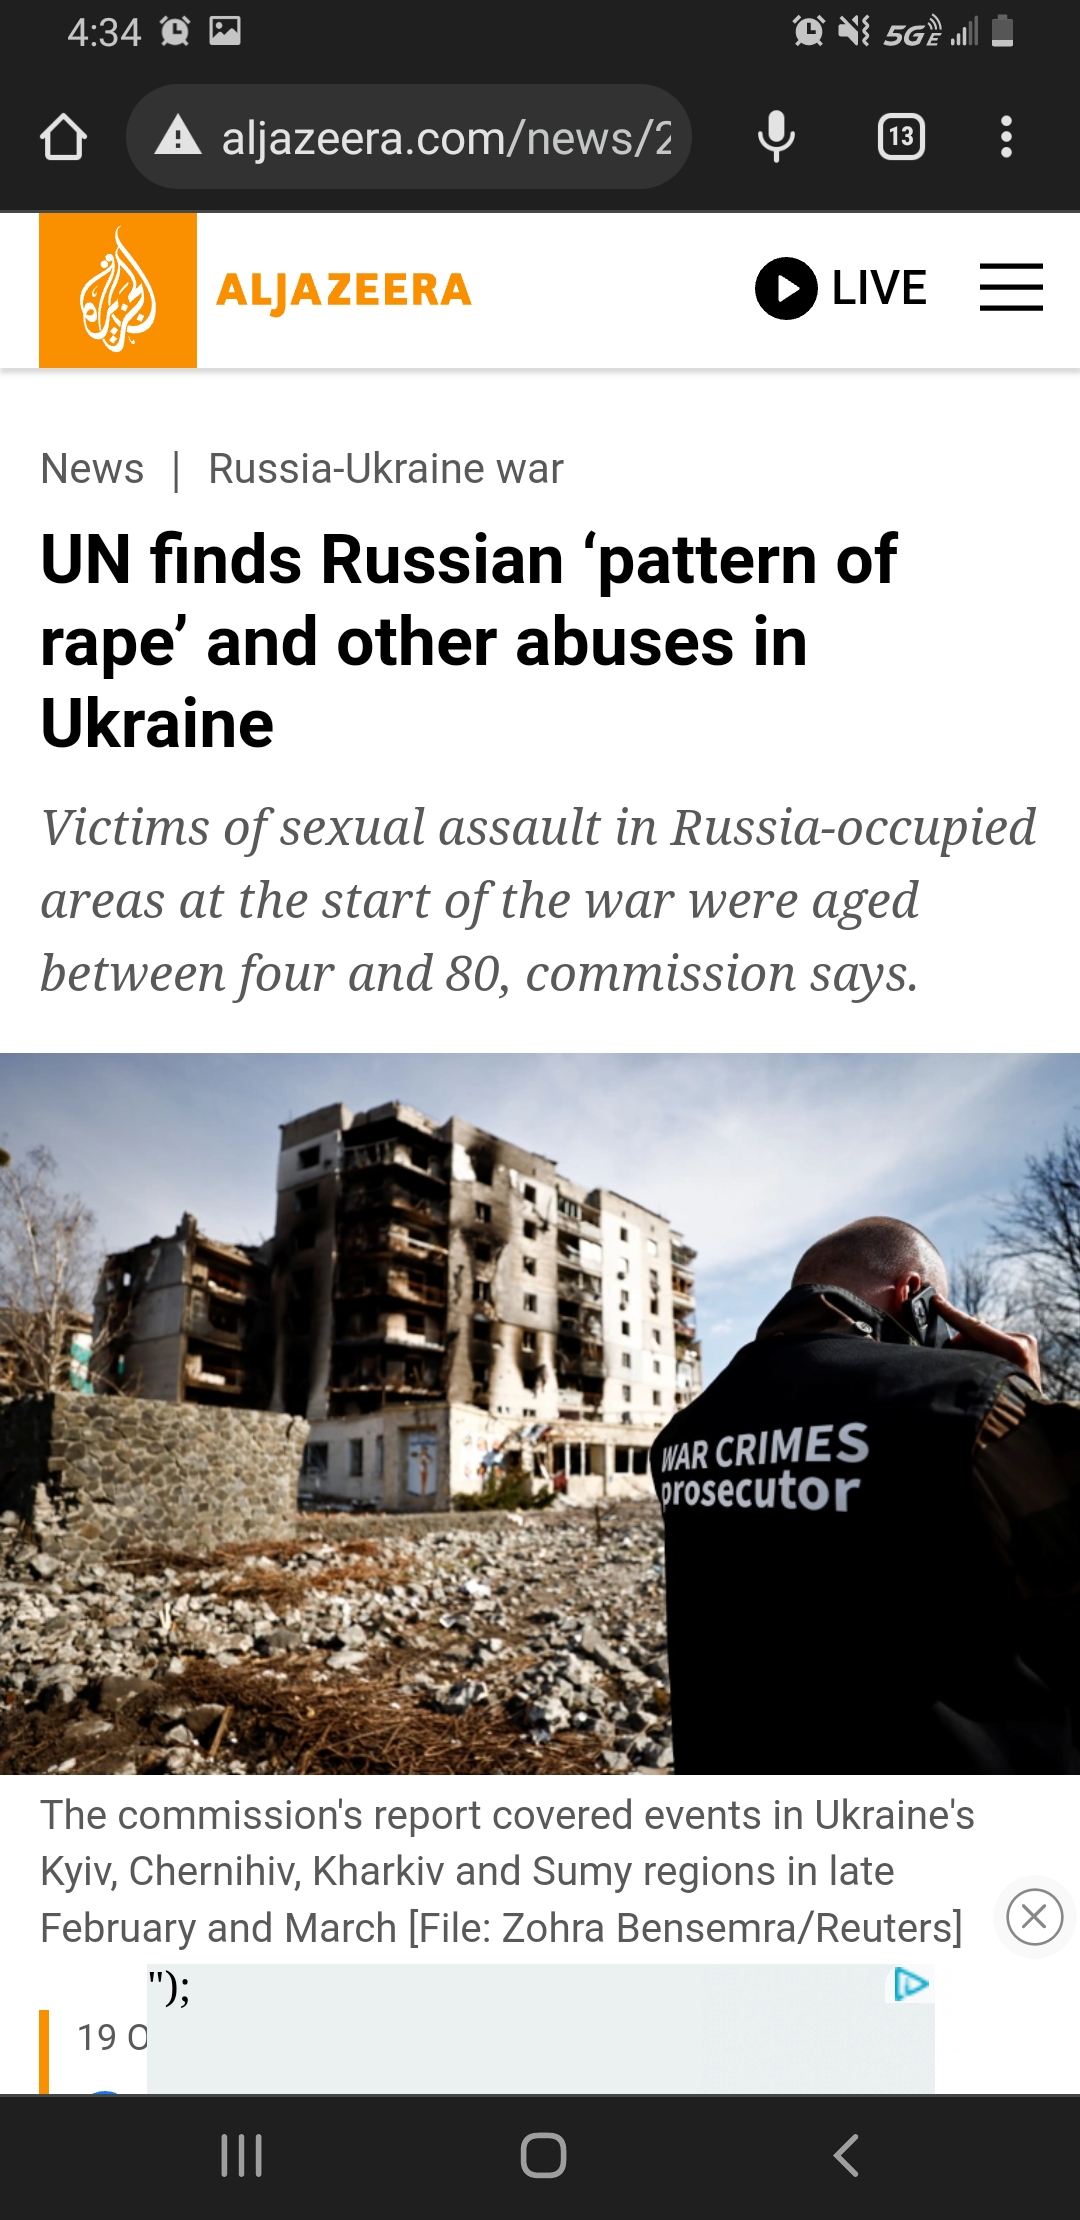 4:34
5GE
aljazeera.com/news/2
13
ALJAZEERA
LIVE
News | Russia-Ukraine war
UN finds Russian ‘pattern of
rape’ and other abuses in
Ukraine
Victims of sexual assault in Russia-occupied
areas at the start of the war were aged
between four and 80, commission says.
WAR CRIMES
prosecutor
The commission's report covered events in Ukraine's
Kyiv, Chernihiv, Kharkiv and Sumy regions in late
February and March [File: Zohra Bensemra/Reuters]
");
19 O